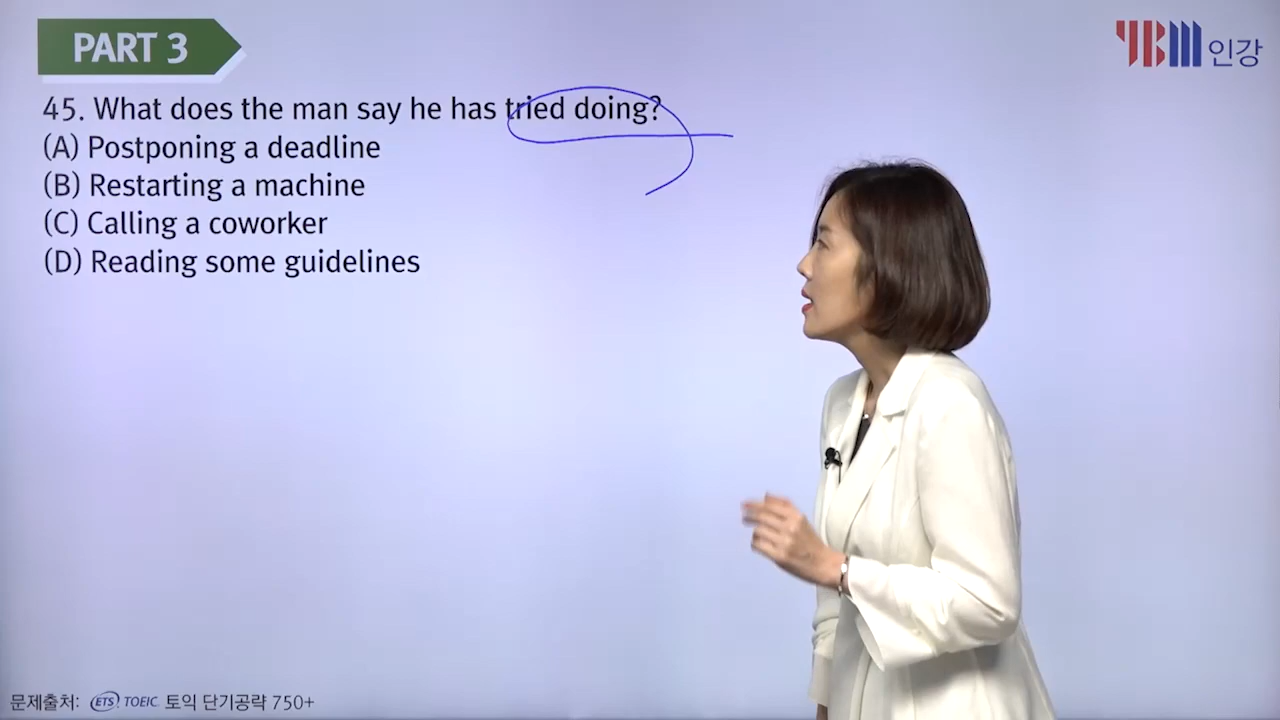 PART 3
YBM 인강
45. What does the man say he has tried doing?
(A) Postponing a deadline
(B) Restarting a machine
(C) Calling a coworker
(D) Reading some guidelines
문제출처: ETS TOEIC 토익 단기공략 750+